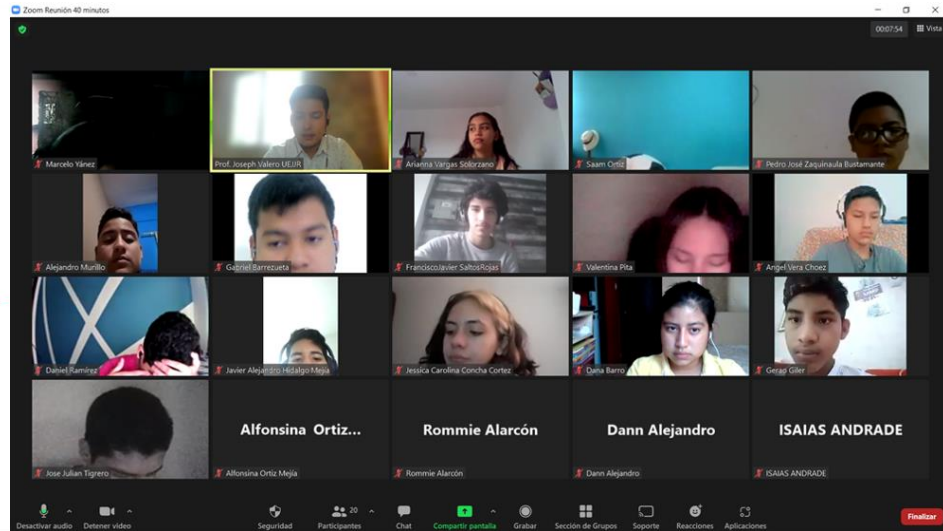 Zoom Reunión 40 minutos
00:07:54 Vista
Marcelo Yánez
Prof. Joseph Valero UEJJR
Arianna Vargas Solorzano
Saam Ortiz
Pedro José Zaquinaula Bustamante
Alejandro Murillo
Gabriel Barrezueta
FranciscoJavier SaltosRojas
Valentina Pita
Angel Vera Choez
Daniel Ramírez
Javier Alejandro Hidalgo Mejia
Jessica Carolina Concha Cortez
Dana Barro
Gerao Giler
Jose Julian Tigrero
Alfonsina Ortiz...
Alfonsina Ortiz Mejía
Rommie Alarcón
Rommie Alarcón
Dann Alejandro
Dann Alejandro
ISAIAS ANDRADE
ISAIAS ANDRADE
Desactivar audio
Detener video
Seguridad
20
Participantes
Chat
Compartir pantalla
Grabar
Sección de Grupos
Soporte
Reacciones
Aplicaciones
Finalizar